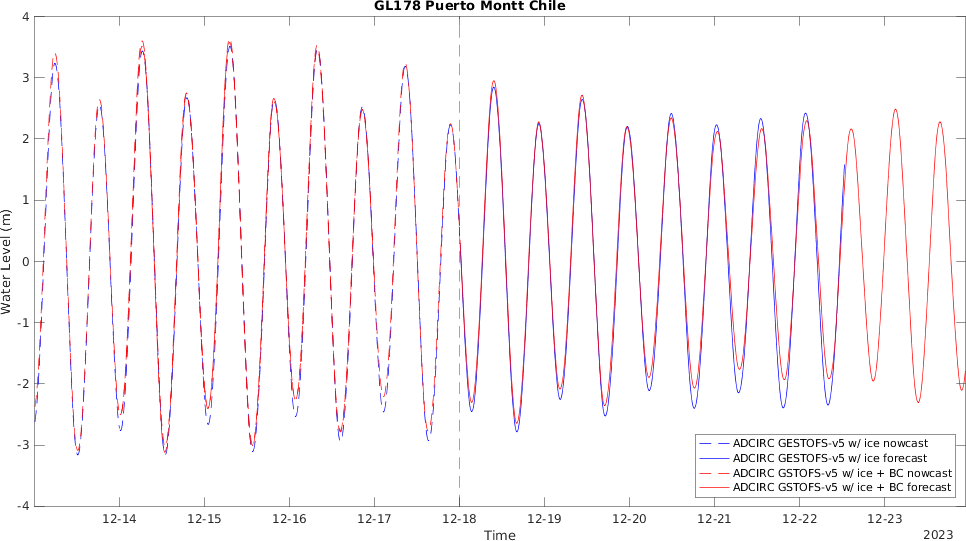 GL178 Puerto Montt Chile
4
3
2
1
0
-1
-2
-3
-4
Water Level (m)
ADCIRC GESTOFS-v5 w/ ice nowcast
ADCIRC GESTOFS-v5 w/ ice forecast
ADCIRC GSTOFS-v5 w/ ice + BC nowcast
ADCIRC GSTOFS-v5 w/ ice + BC forecast
12-14 12-15 12-16 12-17 12-18 12-19 12-20 12-21 12-22 12-23
Time
2023